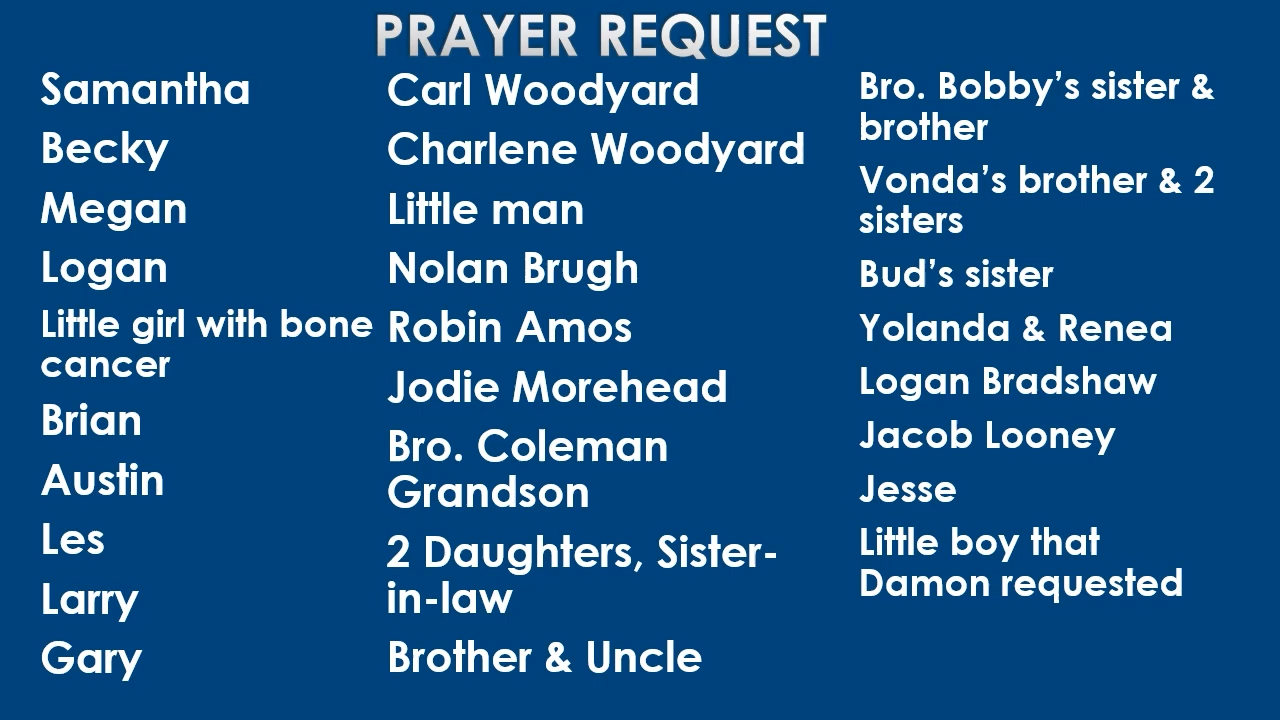 PRAYER REQUEST
Samantha
Becky
Megan
Logan
Little girl with bone
cancer
Brian
Austin
Les
Larry
Gary
Carl Woodyard
Charlene Woodyard
Little man
Nolan Brugh
Robin Amos
Jodie Morehead
Bro. Coleman
Grandson
2 Daughters, Sister-
in-law
Brother & Uncle
Bro. Bobby’s sister &
brother
Vonda’s brother & 2
sisters
Bud’s sister
Yolanda & Renea
Logan Bradshaw
Jacob Looney
Jesse
Little boy that
Damon requested